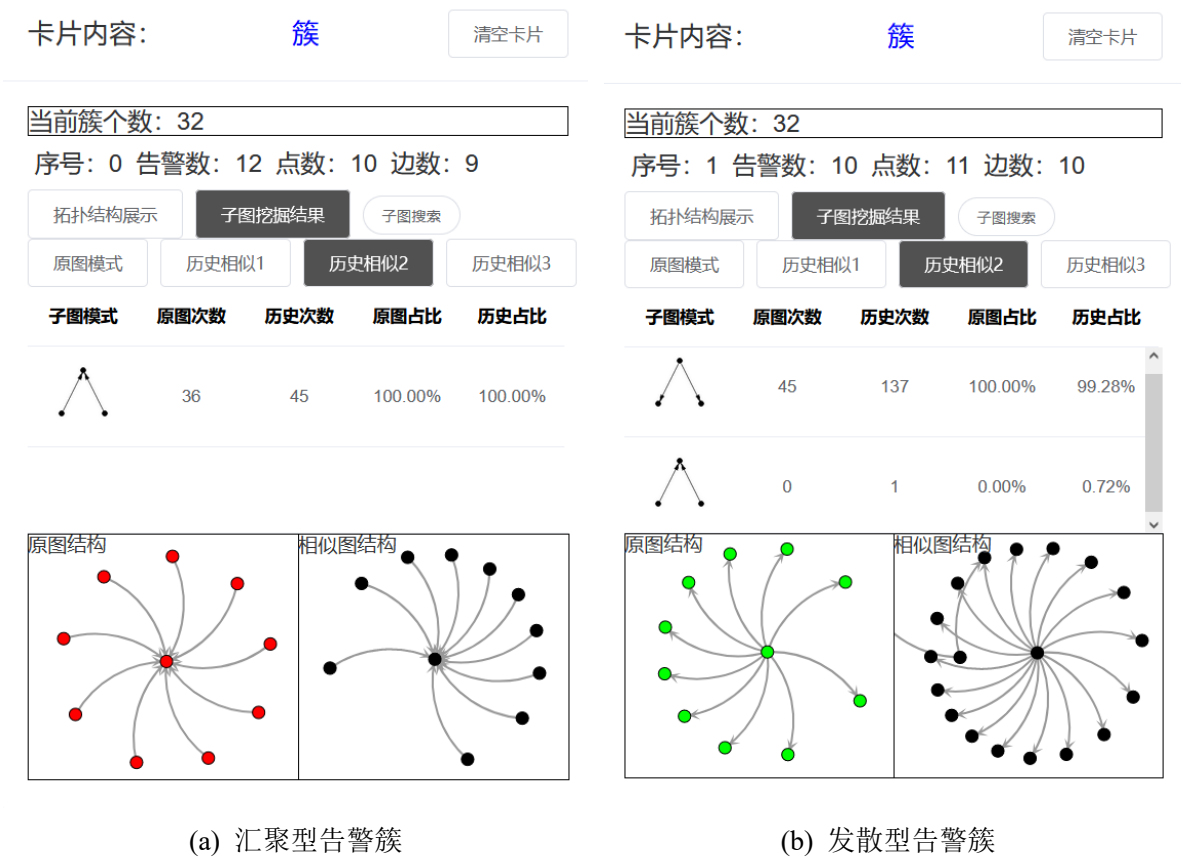 卡片内容：
簇
清空卡片
当前簇个数：32
序号：0 告警数：12 点数：10 边数：9
拓扑结构展示
子图挖掘结果
子图搜索
原图模式
历史相似1
历史相似2
历史相似3
子图模式 原图次数 历史次数 原图占比 历史占比
36 45 100.00% 100.00%
原图结构
相似图结构
(a) 汇聚型告警簇
卡片内容：
簇
清空卡片
当前簇个数：32
序号：1 告警数：10 点数：11 边数：10
拓扑结构展示
子图挖掘结果
子图搜索
原图模式
历史相似1
历史相似2
历史相似3
子图模式 原图次数 历史次数 原图占比 历史占比
45 137 100.00% 99.28%
0 1 0.00% 0.72%
原图结构
相似图结构
(b) 发散型告警簇